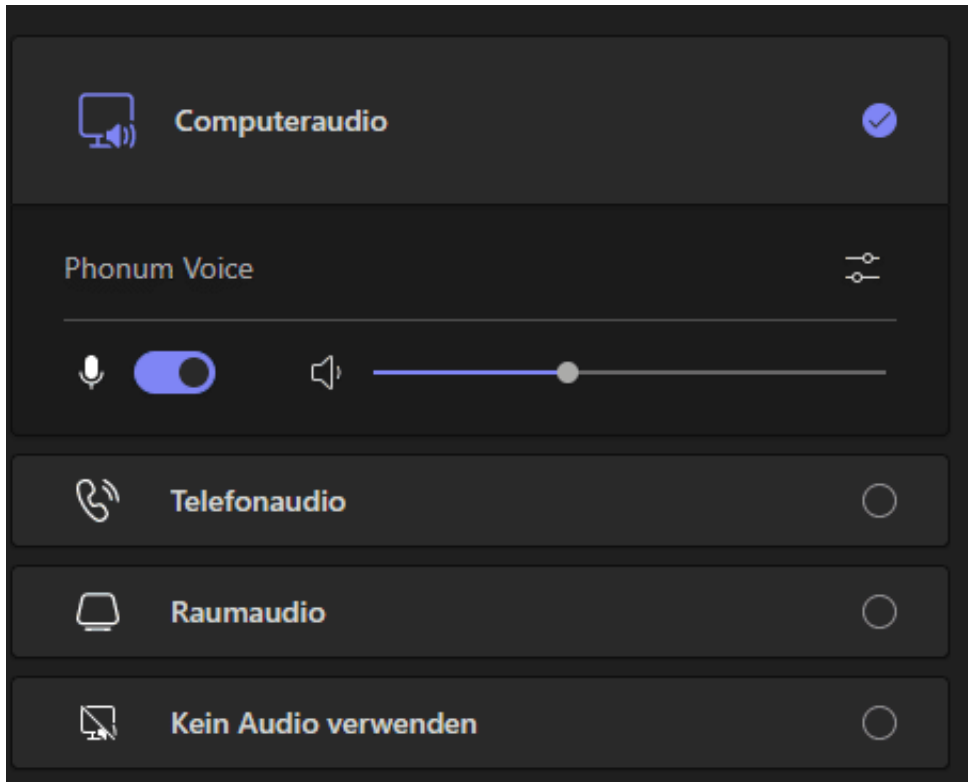 Computeraudio
Phonum Voice
Telefonaudio
Raumaudio
Kein Audio verwenden